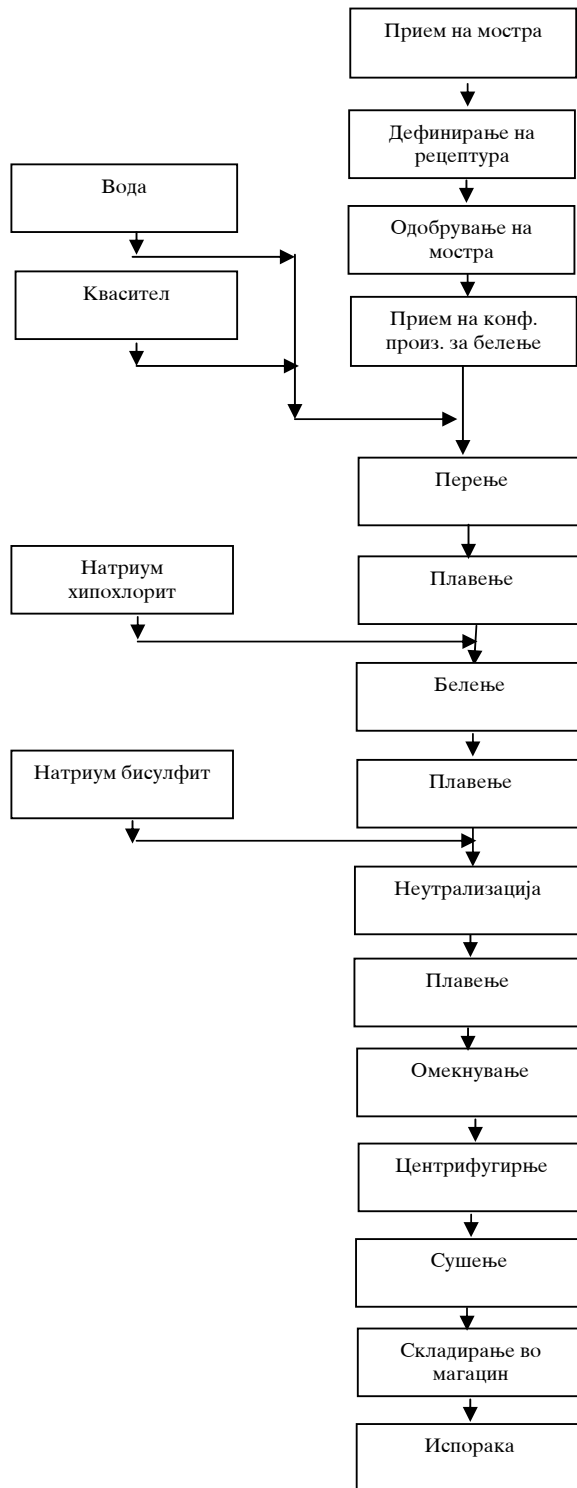 Прием на мостра
Дефинирање на
рецептура
Вода
Одобрување на
мостра
Квасител
Прием на конф.
произ. за белење
Перење
Натриум
хипохлорит
Плавење
Белење
Натриум бисулфит
Плавење
Неутрализација
Плавење
Омекнување
Центрифугирње
Сушење
Складирање во
магацин
Испорака